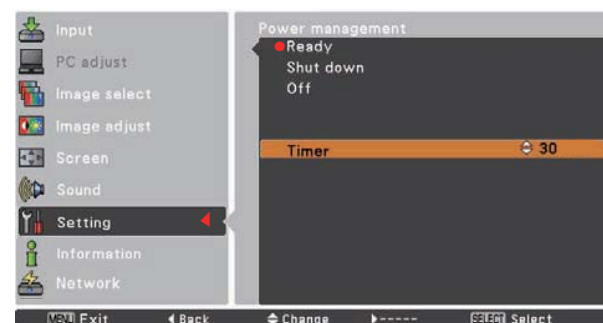 Input
PC adjust
Image select
Image adjust
Screen
Sound
Setting
Information
Network
Power management
Ready
Shut down
Off
Timer 30
MENU Exit Back Change ----- SELECT Select